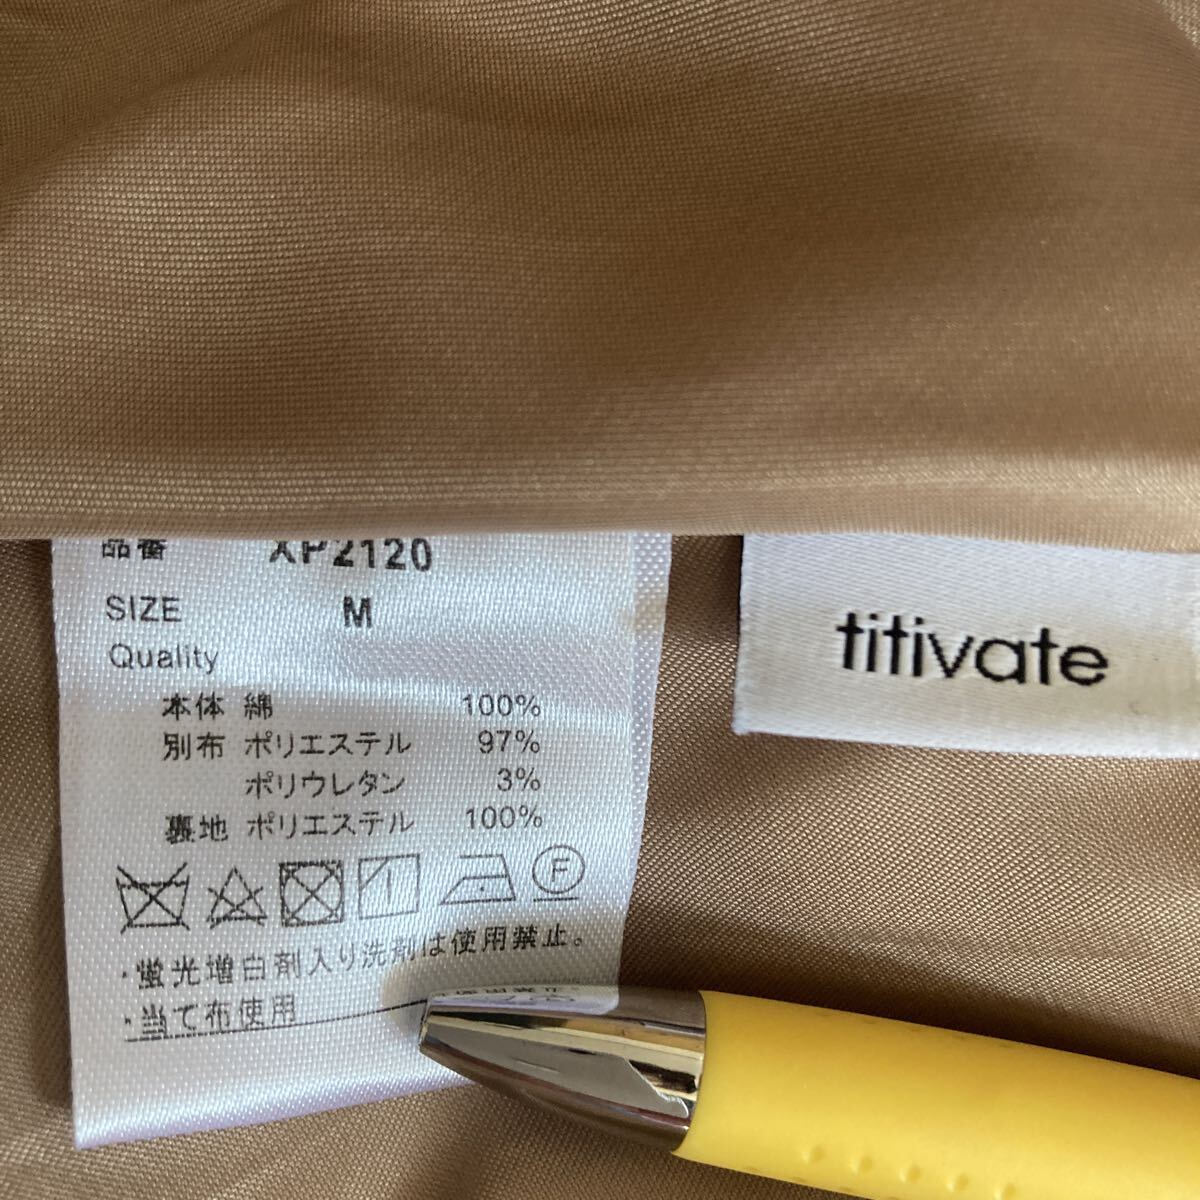 品番 XP2120
SIZE M
Quality
本体 綿 100%
別布 ポリエステル 97%
ポリウレタン 3%
裏地 ポリエステル 100%
F
・蛍光増白剤入り洗剤は使用禁止。
・当て布使用
titivate